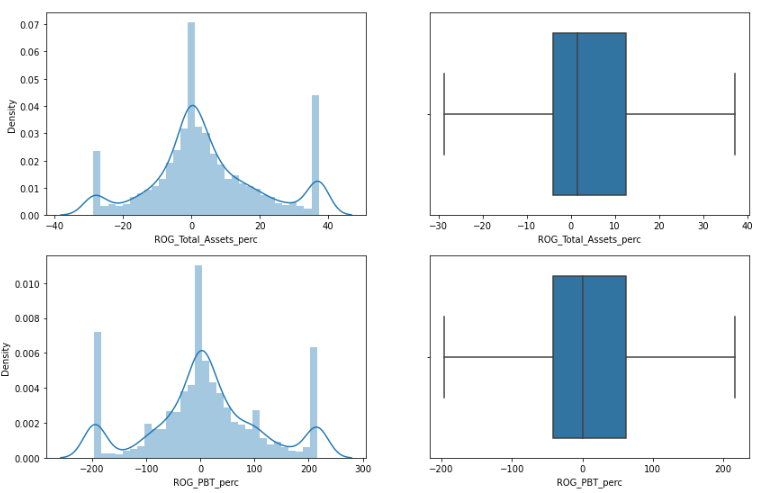 0.07
0.06
0.05
0.04
0.03
0.02
0.01
0.00
Density
−40 −20 0 20 40
ROG_Total_Assets_perc
−30 −20 −10 0 10 20 30 40
ROG_Total_Assets_perc
0.010
0.008
0.006
0.004
0.002
0.000
Density
−200 −100 0 100 200 300
ROG_PBT_perc
−200 −100 0 100 200
ROG_PBT_perc